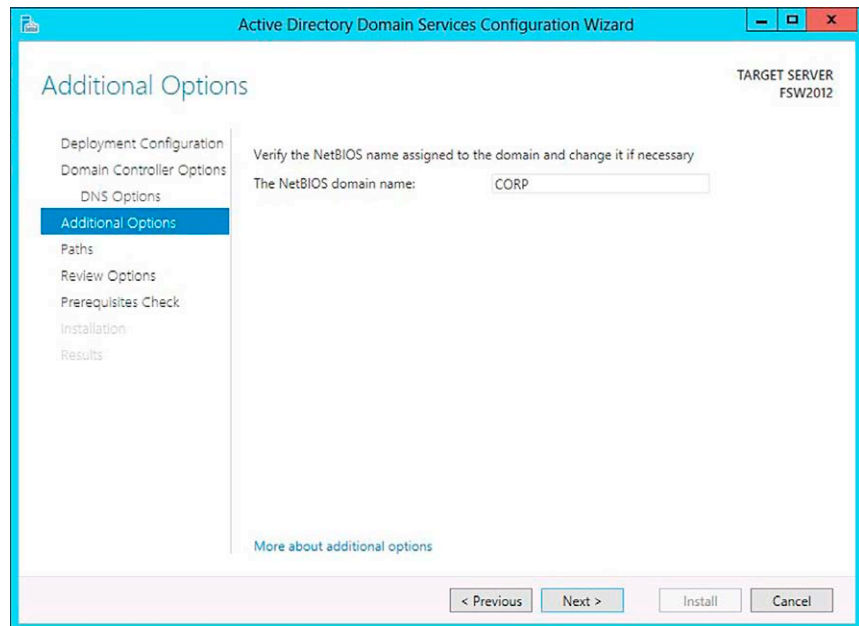 Active Directory Domain Services Configuration Wizard
Additional Options
TARGET SERVER
FSW2012
Deployment Configuration
Domain Controller Options
DNS Options
Additional Options
Paths
Review Options
Prerequisites Check
Installation
Results
Verify the NetBIOS name assigned to the domain and change it if necessary
The NetBIOS domain name: CORP
More about additional options
< Previous Next > Install Cancel